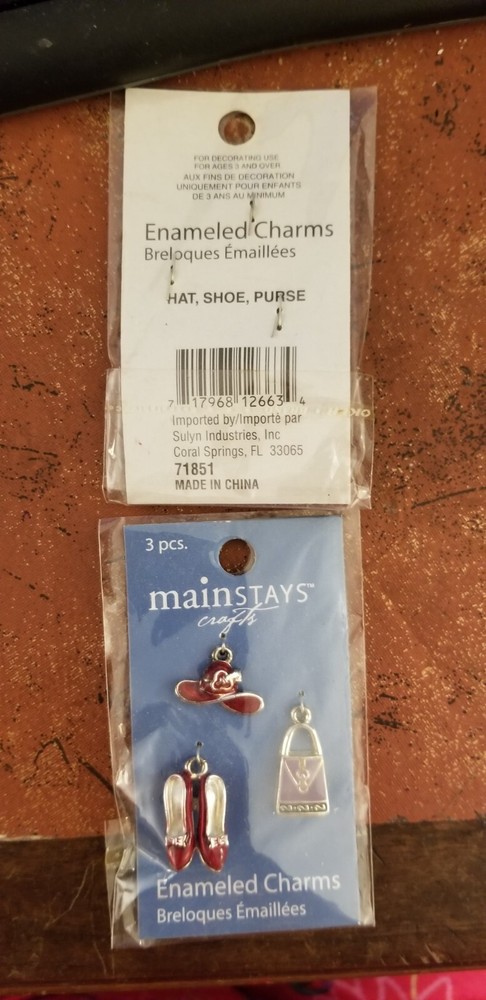 FOR DECORATING USE
FOR AGES 3 AND OVER
AUX FINS DE DECORATION
UNIQUEMENT POUR ENFANTS
DE 3 ANS AU MINIMUM
Enameled Charms
Breloques Émaillées
HAT, SHOE, PURSE
7 17968 12663 4
Imported by/Importè par
Sulyn Industries, Inc
Coral Springs, FL 33065
71851
MADE IN CHINA
3 pcs.
mainSTAYS™
crafts
Enameled Charms
Breloques Émaillées